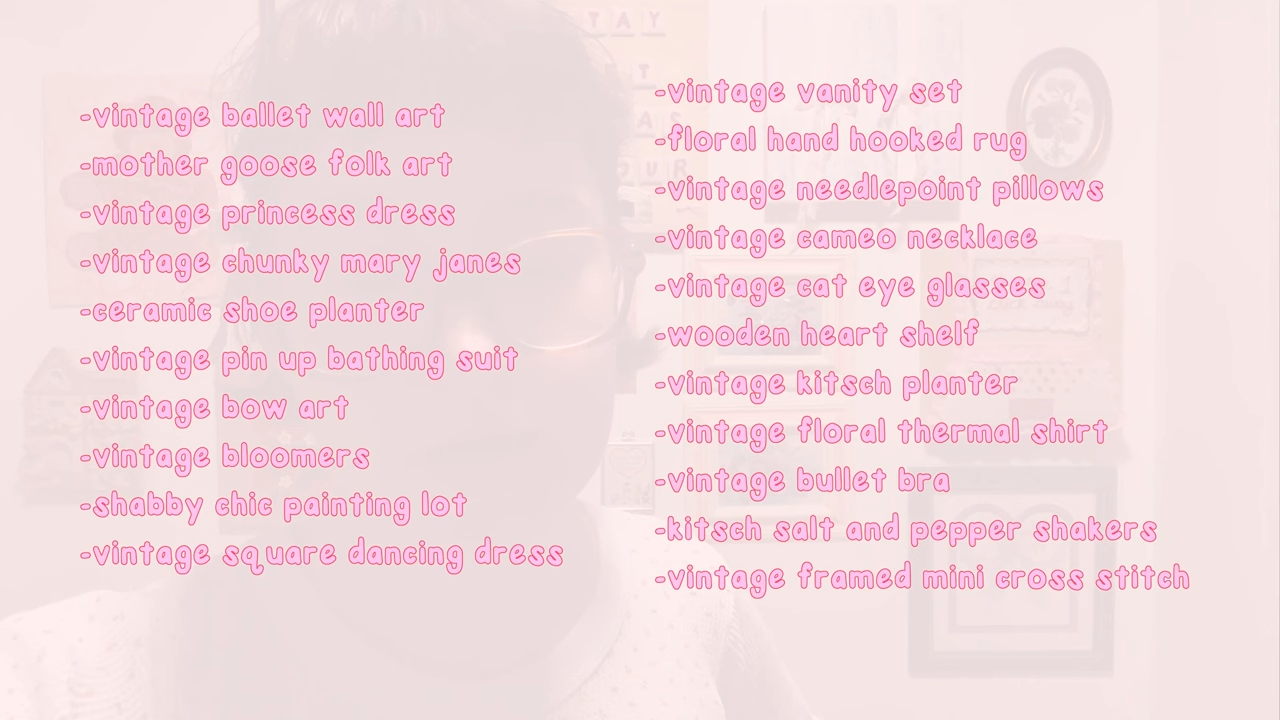 -vintage ballet wall art
-mother goose folk art
-vintage princess dress
-vintage chunky mary janes
-ceramic shoe planter
-vintage pin up bathing suit
-vintage bow art
-vintage bloomers
-shabby chic painting lot
-vintage square dancing dress
-vintage vanity set
-floral hand hooked rug
-vintage needlepoint pillows
-vintage cameo necklace
-vintage cat eye glasses
-wooden heart shelf
-vintage kitsch planter
-vintage floral thermal shirt
-vintage bullet bra
-kitsch salt and pepper shakers
-vintage framed mini cross stitch